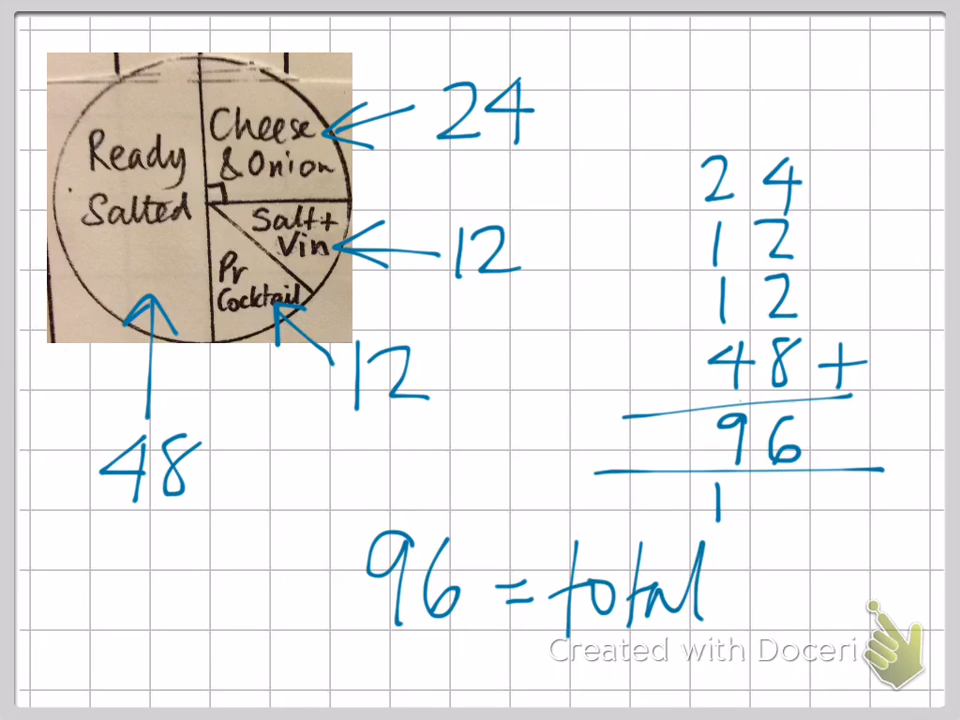 Ready
Salted
Cheese
& Onion
Salt +
Vin
Pr
Cocktail
24
12
12
48
24
12
12
48 +
96
1
96 = total
Created with Doceri